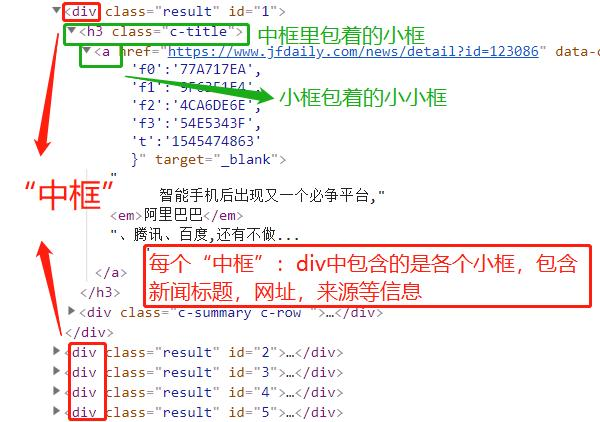 <div class="result" id="1">
<h3 class="c-title"> 中框里包着的小框
<a href="https://www.jfdaily.com/news/detail?id=123086" data-c
'f0':'77A717EA',
'f1':
'f2':'4CA6DE6E', 小框包着的小小框
'f3':'54E5343F',
't':'1545474863'
}" target="_blank">
"
“中框”
智能手机后出现又一个必争平台,"
<em>阿里巴巴</em>
"、腾讯、百度,还有不做...
"
每个“中框”：div中包含的是各个小框，包含
新闻标题，网址，来源等信息
</a>
</h3>
<div class="c-summary c-row ">…</div>
</div>
<div class="result" id="2">…</div>
<div class="result" id="3">…</div>
<div class="result" id="4">…</div>
<div class="result" id="5">…</div>